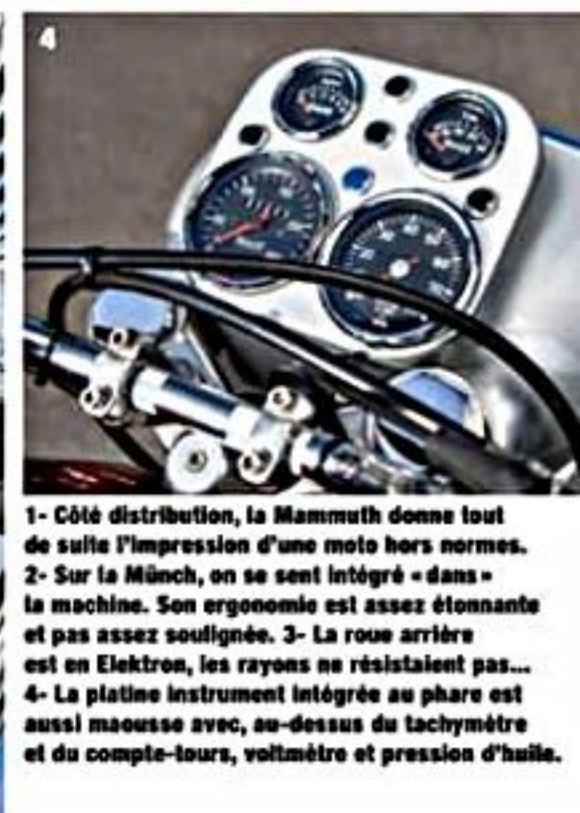 4
1- Côté distribution, la Mammuth donne tout
de suite l'impression d'une moto hors normes.
2- Sur la Münch, on se sent intégré « dans »
la machine. Son ergonomie est assez étonnante
et pas assez soulignée. 3- La roue arrière
est en Elektron, les rayons ne résistaient pas...
4- La platine instrument intégrée au phare est
aussi maousse avec, au-dessus du tachymètre
et du compte-tours, voltmètre et pression d'huile.